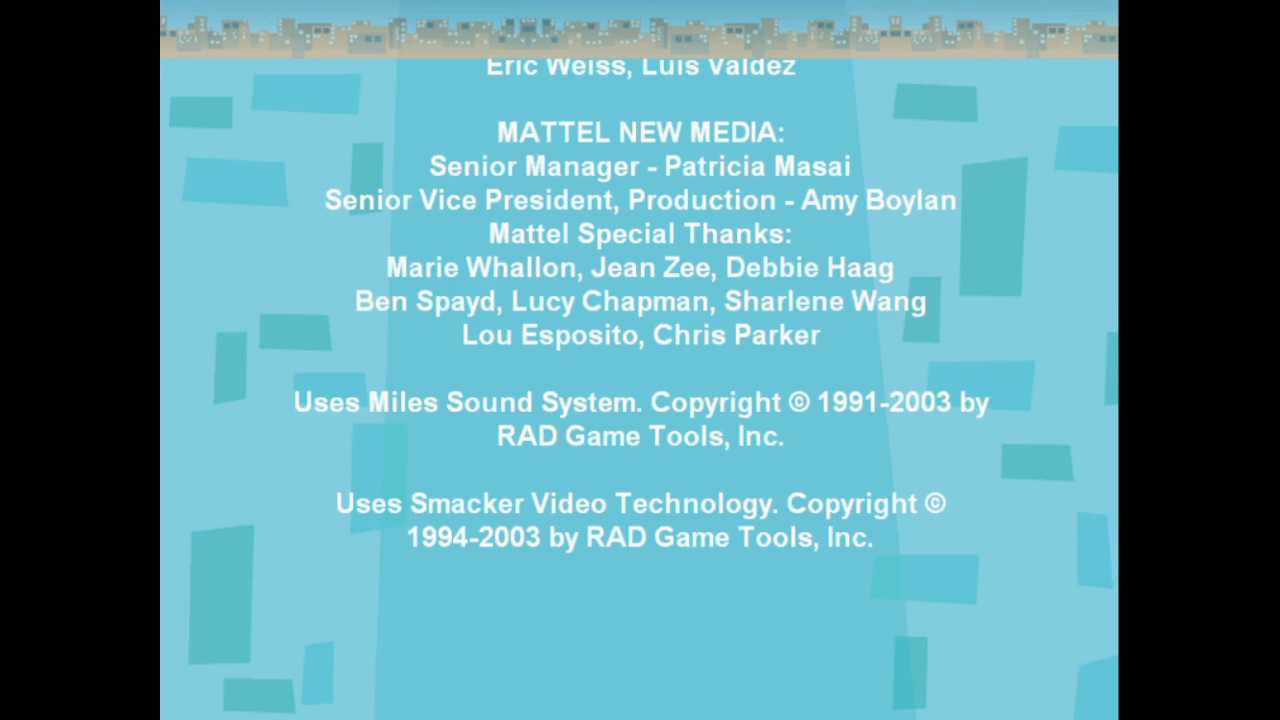 Eric Weiss, Luis Valdez
MATTEL NEW MEDIA:
Senior Manager - Patricia Masai
Senior Vice President, Production - Amy Boylan
Mattel Special Thanks:
Marie Whallon, Jean Zee, Debbie Haag
Ben Spayd, Lucy Chapman, Sharlene Wang
Lou Esposito, Chris Parker
Uses Miles Sound System. Copyright © 1991-2003 by
RAD Game Tools, Inc.
Uses Smacker Video Technology. Copyright ©
1994-2003 by RAD Game Tools, Inc.